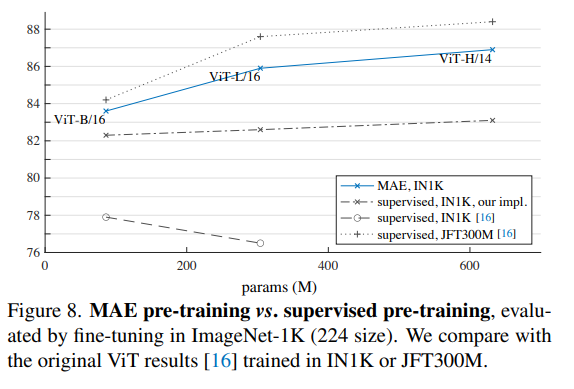 88
86
84
82
80
78
76
0
200
400
600
params (M)
ViT-B/16
ViT-L/16
ViT-H/14
MAE, IN1K
supervised, IN1K, our impl.
supervised, IN1K [16]
supervised, JFT300M [16]
Figure 8. MAE pre-training vs. supervised pre-training, evalu-
ated by fine-tuning in ImageNet-1K (224 size). We compare with
the original ViT results [16] trained in IN1K or JFT300M.